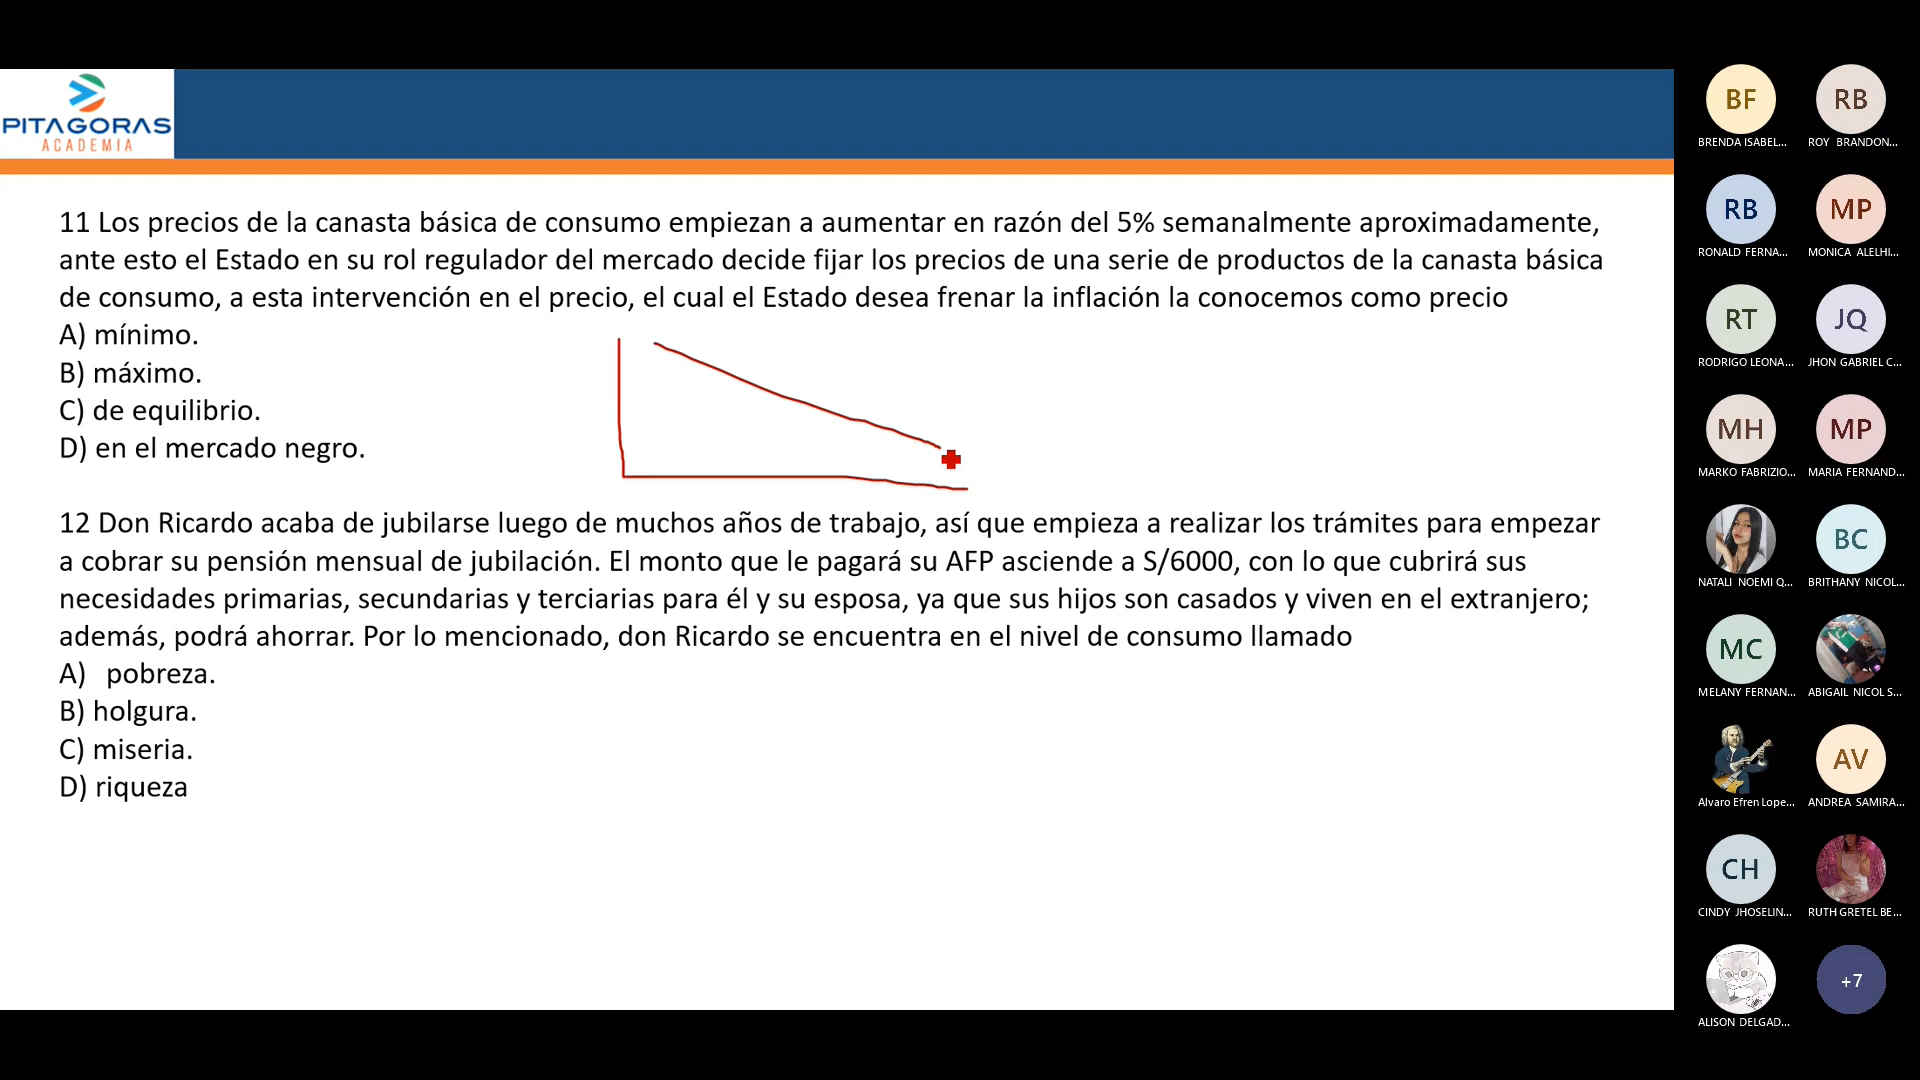 PITAGORAS
ACADEMIA
11 Los precios de la canasta básica de consumo empiezan a aumentar en razón del 5% semanalmente aproximadamente,
ante esto el Estado en su rol regulador del mercado decide fijar los precios de una serie de productos de la canasta básica
de consumo, a esta intervención en el precio, el cual el Estado desea frenar la inflación la conocemos como precio
A) mínimo.
B) máximo.
C) de equilibrio.
D) en el mercado negro.
12 Don Ricardo acaba de jubilarse luego de muchos años de trabajo, así que empieza a realizar los trámites para empezar
a cobrar su pensión mensual de jubilación. El monto que le pagará su AFP asciende a S/6000, con lo que cubrirá sus
necesidades primarias, secundarias y terciarias para él y su esposa, ya que sus hijos son casados y viven en el extranjero;
además, podrá ahorrar. Por lo mencionado, don Ricardo se encuentra en el nivel de consumo llamado
A) pobreza.
B) holgura.
C) miseria.
D) riqueza
BF RB
BRENDA ISABEL... ROY BRANDON...
RB MP
RONALD FERNA... MONICA ALELHI...
RT JQ
RODRIGO LEONA... JHON GABRIEL C...
MH MP
MARKO FABRIZIO... MARIA FERNAND...
BC
NATALI NOEMI Q... BRITHANY NICOL...
MC
MELANY FERNAN... ABIGAIL NICOL S...
AV
Alvaro Efren Lope... ANDREA SAMIRA...
CH
CINDY JHOSELIN... RUTH GRETEL BE...
+7
ALISON DELGAD...